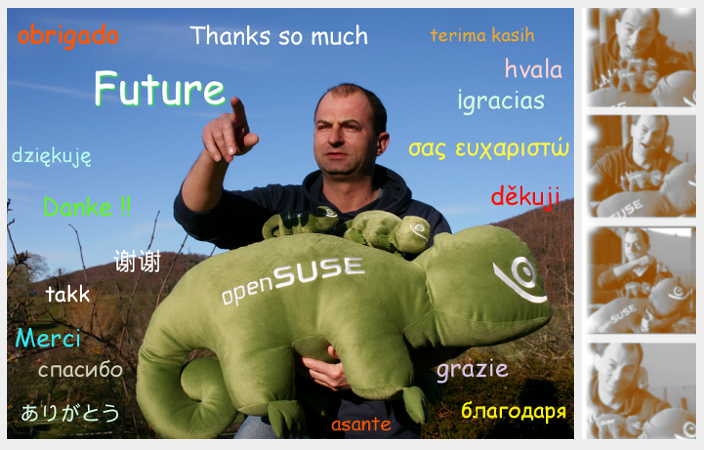 obrigado
Thanks so much
terima kasih
hvala
Future
igracias
dziękuję
σας ευχαριστώ
děkuji
Danke !!
谢谢
openSUSE
takk
Merci
спасибо
grazie
ありがとう
asante
благодаря
SUSE
SUSE